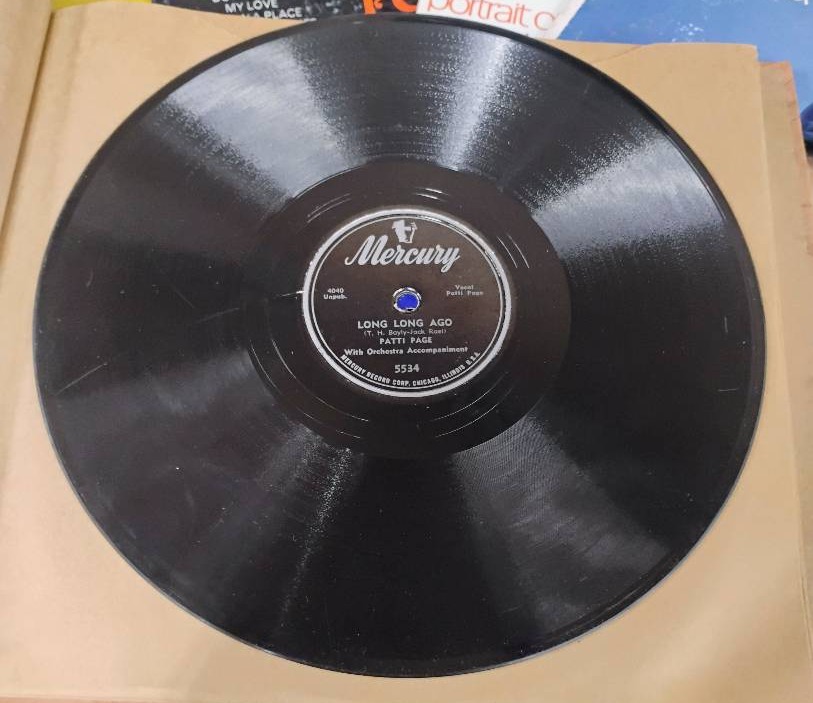 MY LOVE
A PLACE
portrait o
Mercury
4040
Unpub.
Vocal
Patti Page
LONG LONG AGO
(T. H. Bayly-Jack Rael)
PATTI PAGE
With Orchestra Accompaniment
5534
MERCURY RECORD CORP. CHICAGO, ILLINOIS U.S.A.